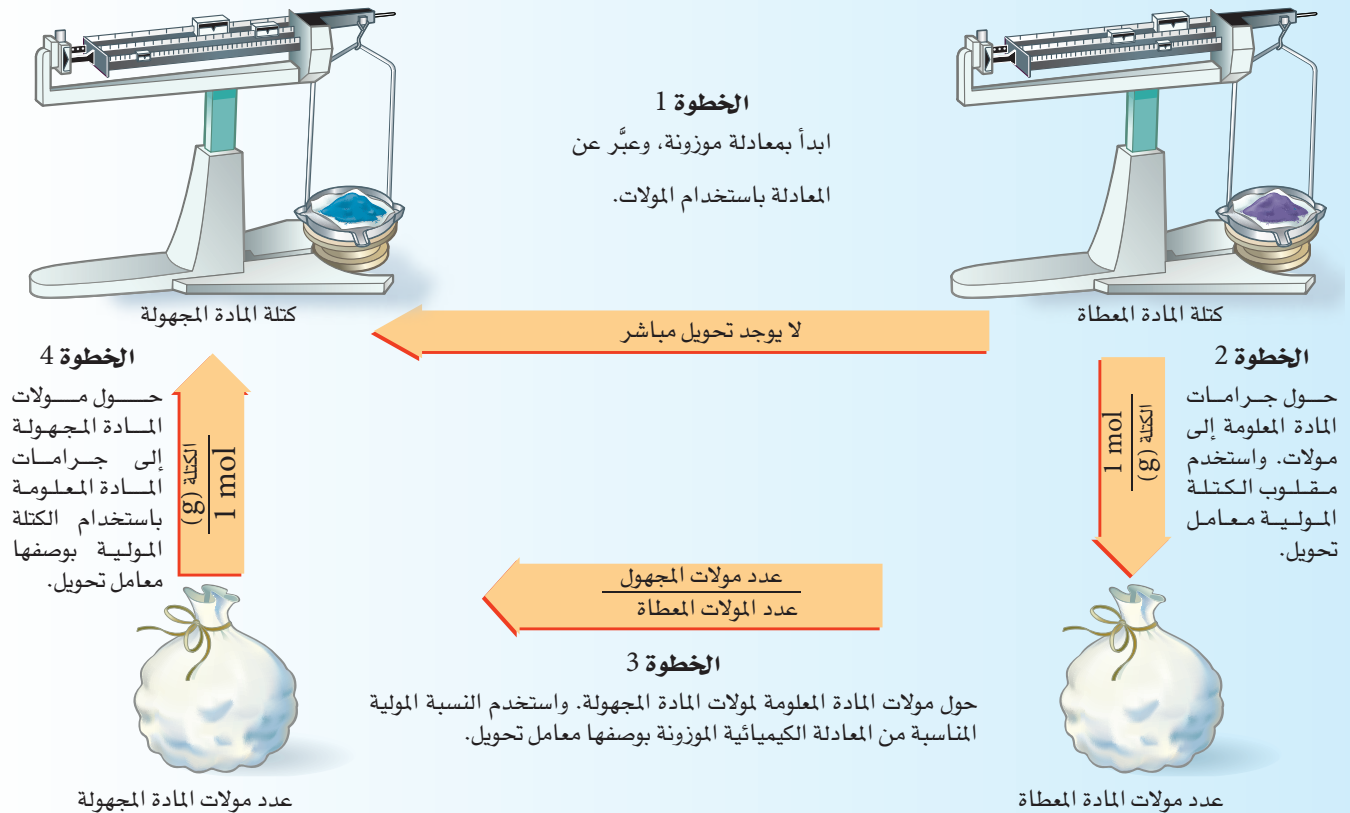 الخطوة 1
ابدأ بمعادلة موزونة، وعبَّر عن
المعادلة باستخدام المولات.
كتلة المادة المعطاة
كتلة المادة المجهولة
لا يوجد تحويل مباشر
الخطوة 2
حول جرامات
المادة المعلومة إلى
مولات. واستخدم
مقلوب الكتلة
المولية معامل
تحويل.
1 mol
الكتلة (g)
عدد مولات المادة المعطاة
عدد مولات المجهول
عدد المولات المعطاة
الخطوة 3
حول مولات المادة المعلومة لمولات المادة المجهولة. واستخدم النسبة المولية
المناسبة من المعادلة الكيميائية الموزونة بوصفها معامل تحويل.
الخطوة 4
حول مولات
المادة المجهولة
إلى جرامات
المادة المعلومة
باستخدام الكتلة
المولية بوصفها
معامل تحويل.
الكتلة (g)
1 mol
عدد مولات المادة المجهولة